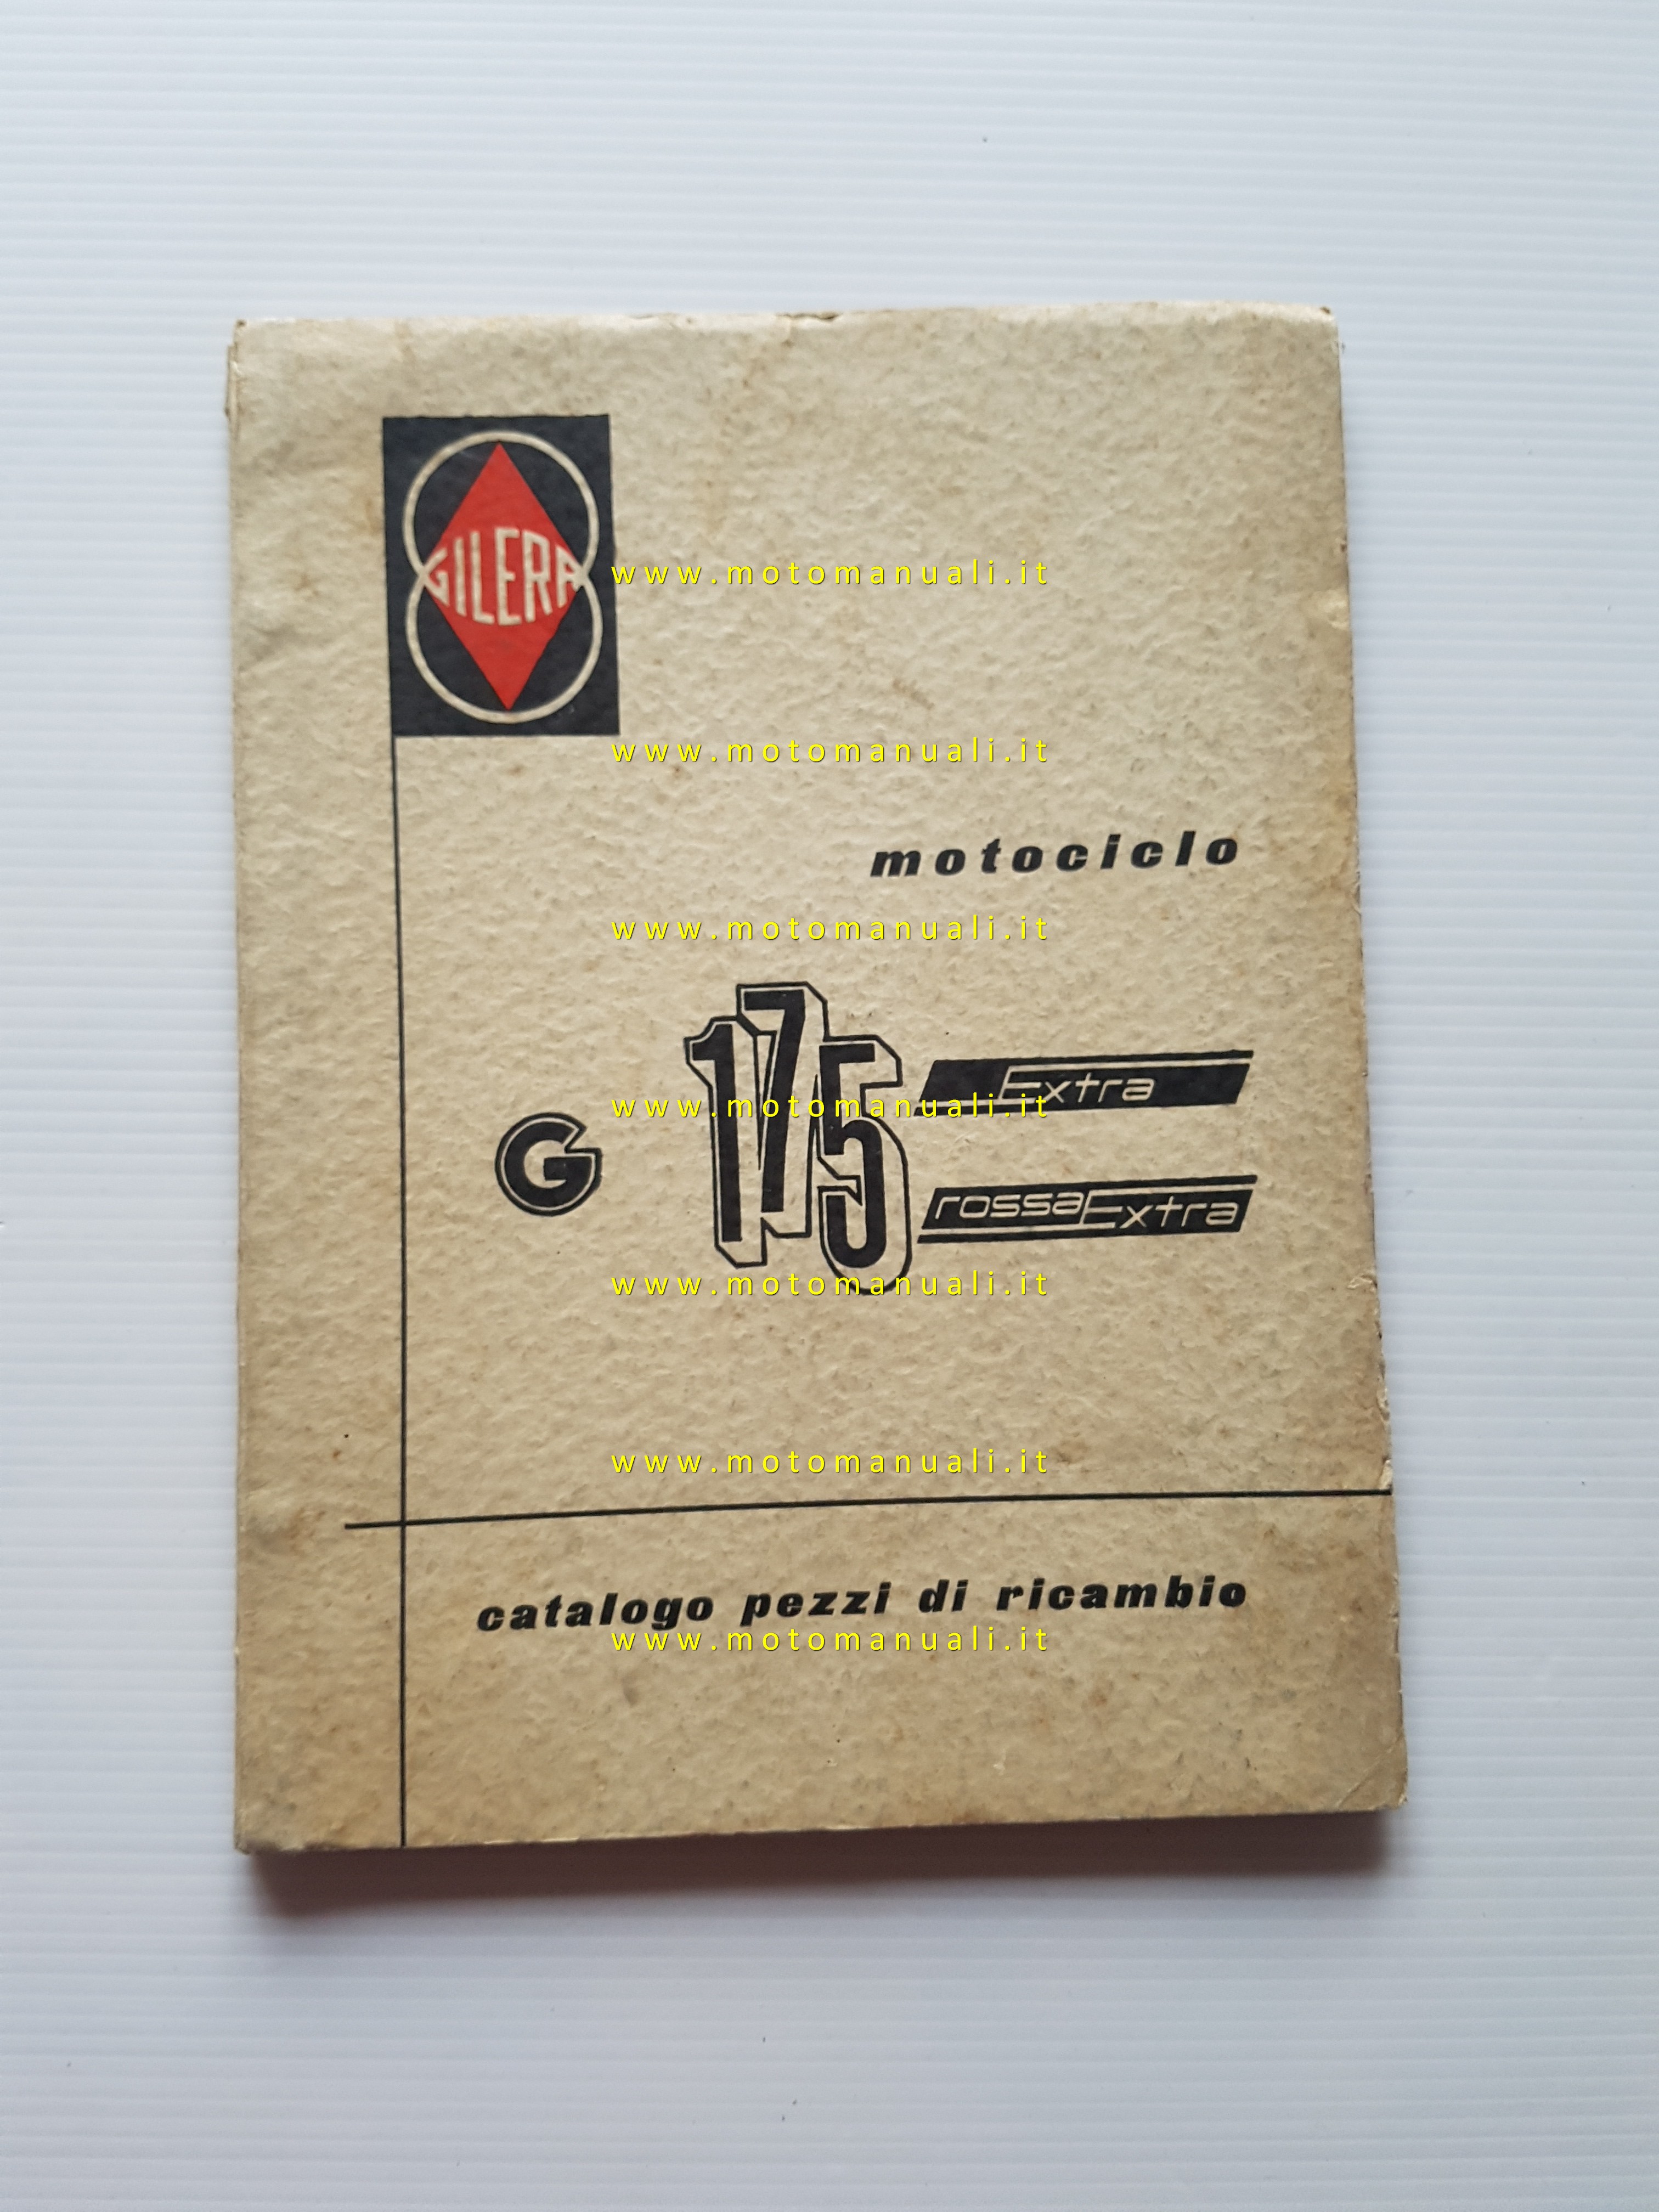 GILERA
www.motomanuali.it
www.motomanuali.it
motociclo
www.motomanuali.it
G 175 Extra
www.motomanuali.it
rossa Extra
www.motomanuali.it
www.motomanuali.it
catalogo pezzi di ricambio
www.motomanuali.it